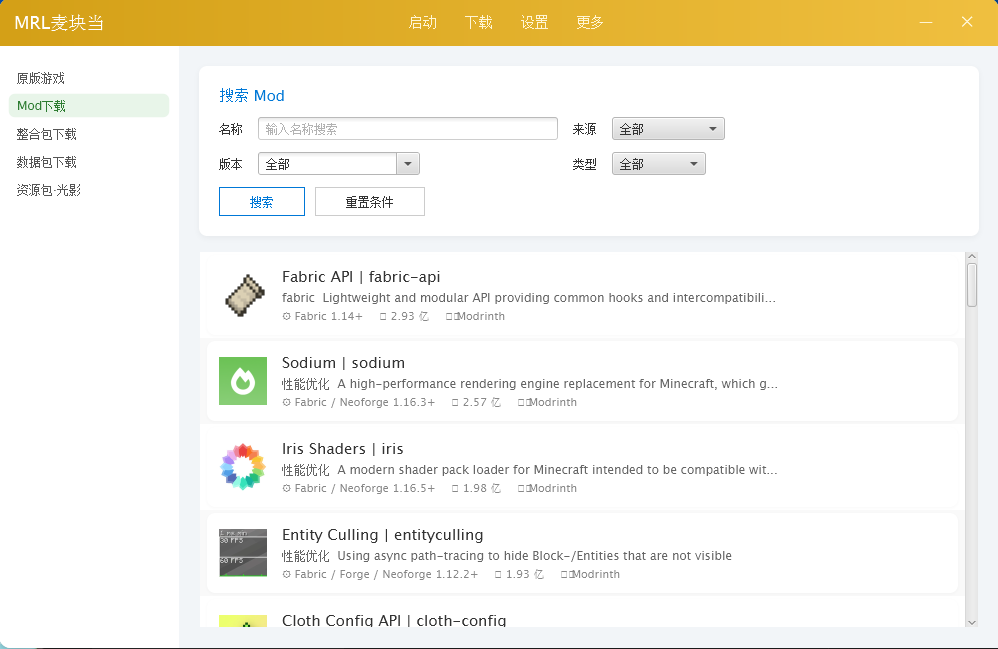 MRL麦块当
启动 下载 设置 更多
原版游戏
Mod下载
整合包下载
数据包下载
资源包·光影
搜索 Mod
名称 输入名称搜索 来源 全部
版本 全部 类型 全部
搜索 重置条件
Fabric API | fabric-api
fabric Lightweight and modular API providing common hooks and intercompatibili...
Fabric 1.14+ 2.93 亿 Modrinth
Sodium | sodium
性能优化 A high-performance rendering engine replacement for Minecraft, which g...
Fabric / Neoforge 1.16.3+ 2.57 亿 Modrinth
Iris Shaders | iris
性能优化 A modern shader pack loader for Minecraft intended to be compatible wit...
Fabric / Neoforge 1.16.5+ 1.98 亿 Modrinth
30 FPS
60 FPS
Entity Culling | entityculling
性能优化 Using async path-tracing to hide Block-/Entities that are not visible
Fabric / Forge / Neoforge 1.12.2+ 1.93 亿 Modrinth
Cloth Config API | cloth-config